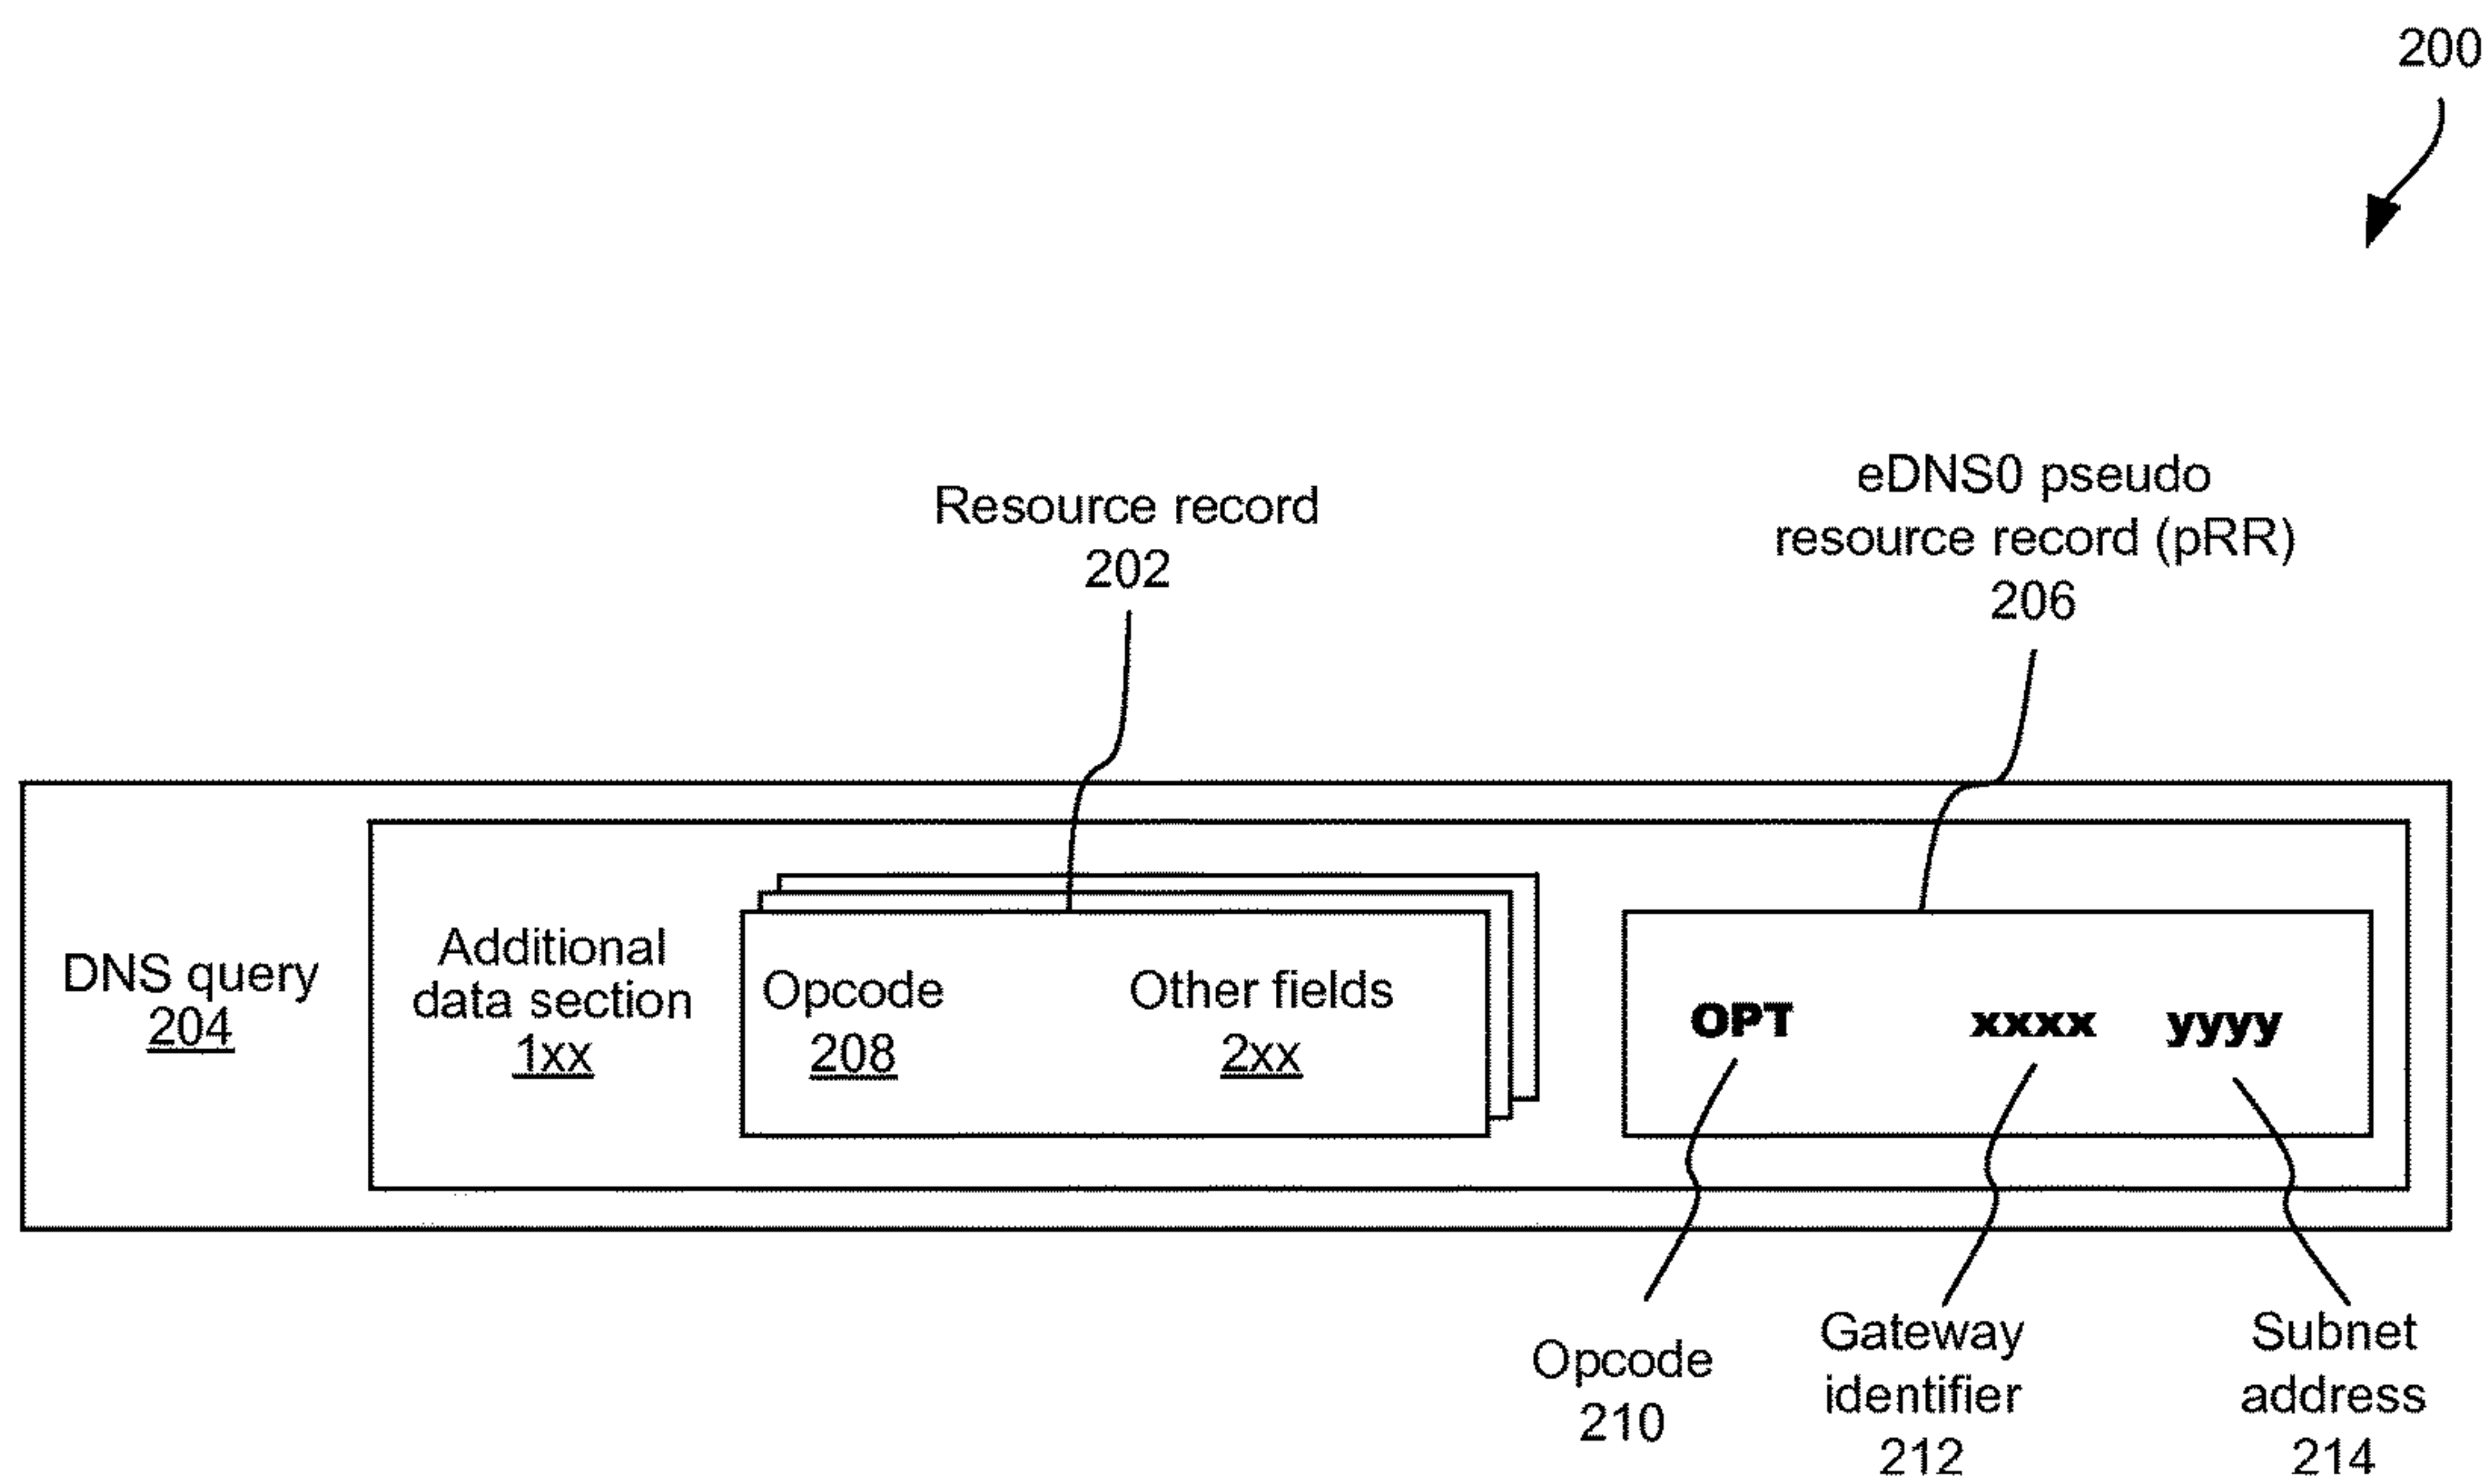 200
Resource record
202
eDNS0 pseudo
resource record (pRR)
206
DNS query
204
Additional
data section
1xx
Opcode
208
Other fields
2xx
OPT
xxxx
yyyy
Opcode
210
Gateway
identifier
212
Subnet
address
214